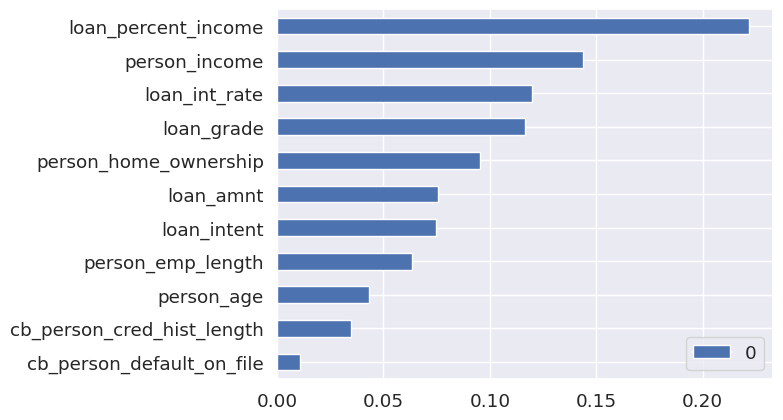 loan_percent_income
person_income
loan_int_rate
loan_grade
person_home_ownership
loan_amnt
loan_intent
person_emp_length
person_age
cb_person_cred_hist_length
cb_person_default_on_file
0
0.00 0.05 0.10 0.15 0.20